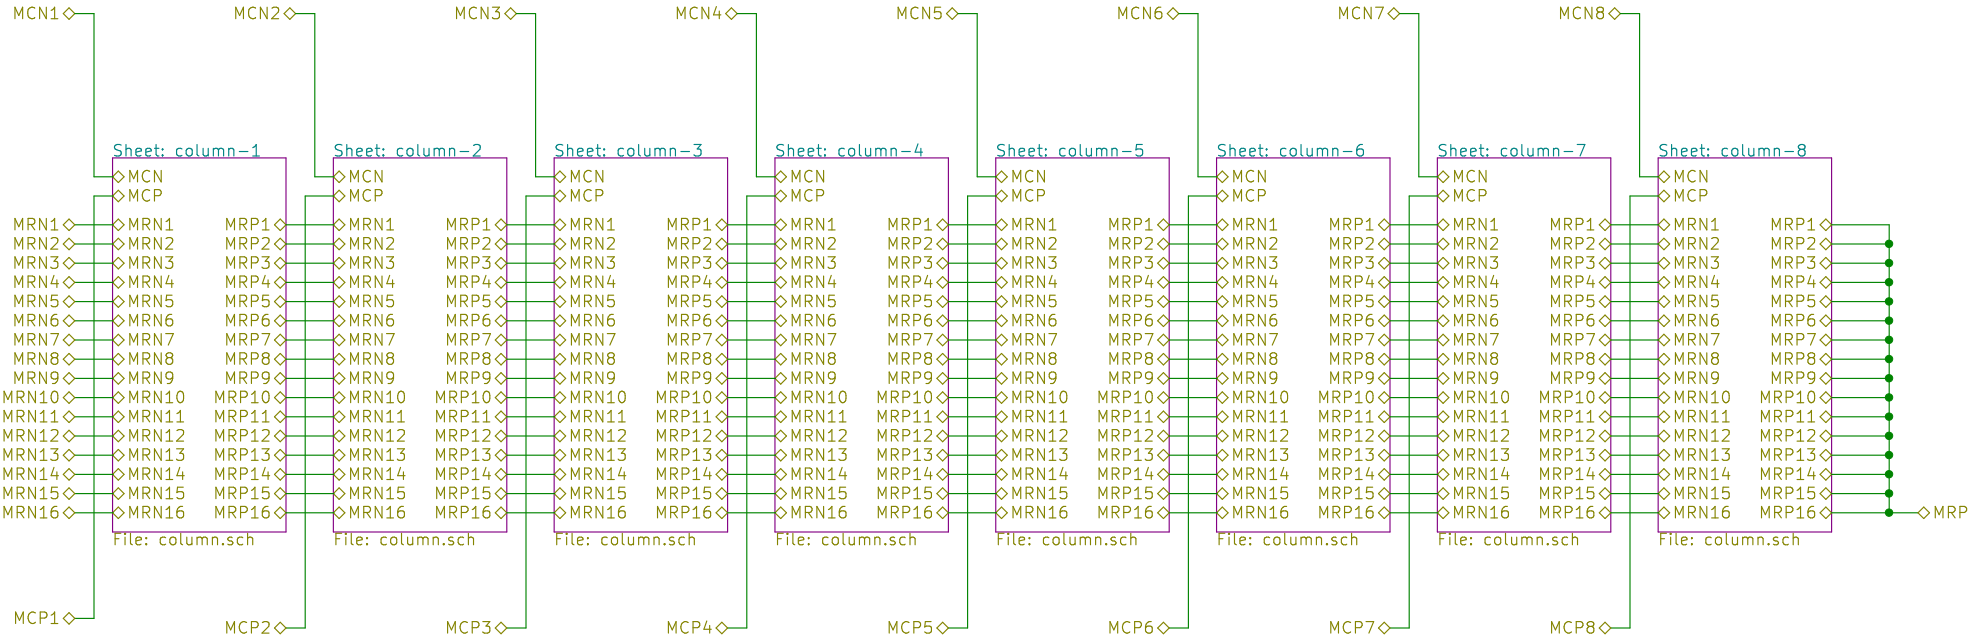 MCN1 MCN2 MCN3 MCN4 MCN5 MCN6 MCN7 MCN8
Sheet: column-1 Sheet: column-2 Sheet: column-3 Sheet: column-4 Sheet: column-5 Sheet: column-6 Sheet: column-7 Sheet: column-8
MCN MCN MCN MCN MCN MCN MCN MCN
MCP MCP MCP MCP MCP MCP MCP MCP
MRN1 MRN1 MRP1 MRN1 MRP1 MRN1 MRP1 MRN1 MRP1 MRN1 MRP1 MRN1 MRP1 MRN1 MRP1 MRN1 MRP1
MRN2 MRN2 MRP2 MRN2 MRP2 MRN2 MRP2 MRN2 MRP2 MRN2 MRP2 MRN2 MRP2 MRN2 MRP2 MRN2 MRP2
MRN3 MRN3 MRP3 MRN3 MRP3 MRN3 MRP3 MRN3 MRP3 MRN3 MRP3 MRN3 MRP3 MRN3 MRP3 MRN3 MRP3
MRN4 MRN4 MRP4 MRN4 MRP4 MRN4 MRP4 MRN4 MRP4 MRN4 MRP4 MRN4 MRP4 MRN4 MRP4 MRN4 MRP4
MRN5 MRN5 MRP5 MRN5 MRP5 MRN5 MRP5 MRN5 MRP5 MRN5 MRP5 MRN5 MRP5 MRN5 MRP5 MRN5 MRP5
MRN6 MRN6 MRP6 MRN6 MRP6 MRN6 MRP6 MRN6 MRP6 MRN6 MRP6 MRN6 MRP6 MRN6 MRP6 MRN6 MRP6
MRN7 MRN7 MRP7 MRN7 MRP7 MRN7 MRP7 MRN7 MRP7 MRN7 MRP7 MRN7 MRP7 MRN7 MRP7 MRN7 MRP7
MRN8 MRN8 MRP8 MRN8 MRP8 MRN8 MRP8 MRN8 MRP8 MRN8 MRP8 MRN8 MRP8 MRN8 MRP8 MRN8 MRP8
MRN9 MRN9 MRP9 MRN9 MRP9 MRN9 MRP9 MRN9 MRP9 MRN9 MRP9 MRN9 MRP9 MRN9 MRP9 MRN9 MRP9
MRN10 MRN10 MRP10 MRN10 MRP10 MRN10 MRP10 MRN10 MRP10 MRN10 MRP10 MRN10 MRP10 MRN10 MRP10 MRN10 MRP10
MRN11 MRN11 MRP11 MRN11 MRP11 MRN11 MRP11 MRN11 MRP11 MRN11 MRP11 MRN11 MRP11 MRN11 MRP11 MRN11 MRP11
MRN12 MRN12 MRP12 MRN12 MRP12 MRN12 MRP12 MRN12 MRP12 MRN12 MRP12 MRN12 MRP12 MRN12 MRP12 MRN12 MRP12
MRN13 MRN13 MRP13 MRN13 MRP13 MRN13 MRP13 MRN13 MRP13 MRN13 MRP13 MRN13 MRP13 MRN13 MRP13 MRN13 MRP13
MRN14 MRN14 MRP14 MRN14 MRP14 MRN14 MRP14 MRN14 MRP14 MRN14 MRP14 MRN14 MRP14 MRN14 MRP14 MRN14 MRP14
MRN15 MRN15 MRP15 MRN15 MRP15 MRN15 MRP15 MRN15 MRP15 MRN15 MRP15 MRN15 MRP15 MRN15 MRP15 MRN15 MRP15
MRN16 MRN16 MRP16 MRN16 MRP16 MRN16 MRP16 MRN16 MRP16 MRN16 MRP16 MRN16 MRP16 MRN16 MRP16 MRN16 MRP16 MRP
File: column.sch File: column.sch File: column.sch File: column.sch File: column.sch File: column.sch File: column.sch File: column.sch
MCP1 MCP2 MCP3 MCP4 MCP5 MCP6 MCP7 MCP8